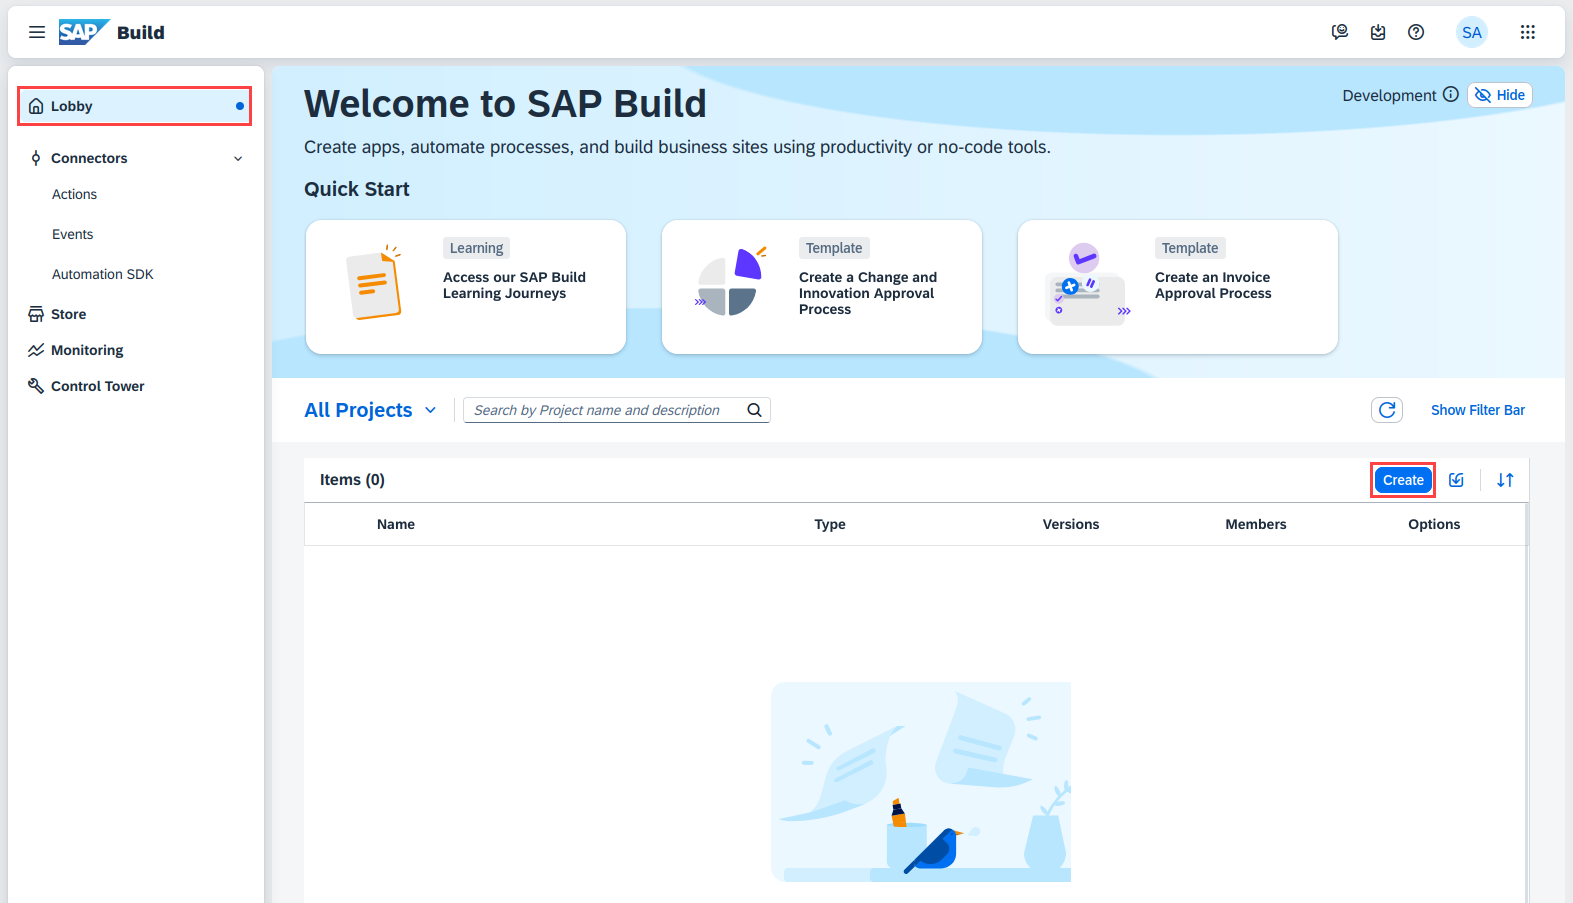 SAP Build
SA
Lobby
Connectors
Actions
Events
Automation SDK
Store
Monitoring
Control Tower
Welcome to SAP Build
Development
Hide
Create apps, automate processes, and build business sites using productivity or no-code tools.
Quick Start
Learning
Access our SAP Build
Learning Journeys
Template
Create a Change and
Innovation Approval
Process
Template
Create an Invoice
Approval Process
All Projects
Search by Project name and description
Show Filter Bar
Items (0)
Create
Name Type Versions Members Options